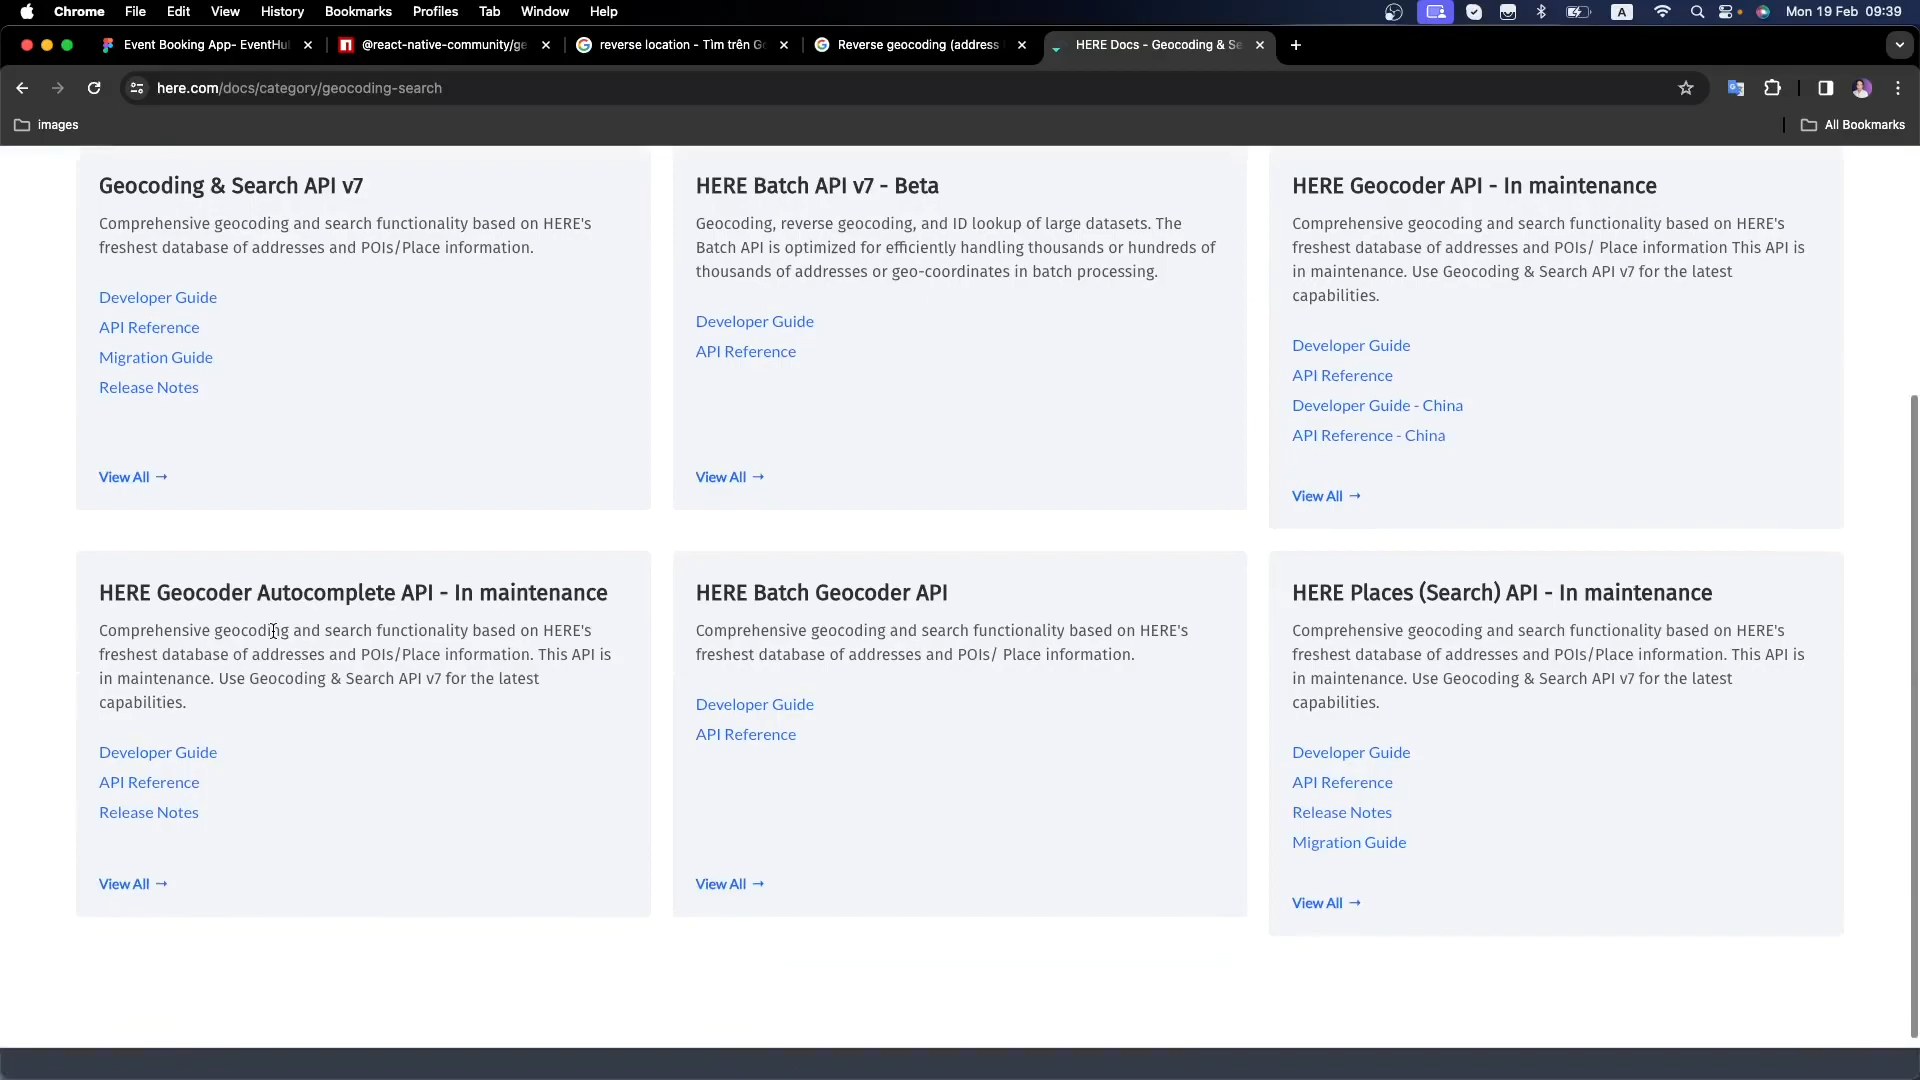 Chrome File Edit View History Bookmarks Profiles Tab Window Help A Mon 19 Feb 09:39
Event Booking App- EventHu @react-native-community/ge reverse location - Tìm trên Go Reverse geocoding (address HERE Docs - Geocoding & Se
here.com/docs/category/geocoding-search
images All Bookmarks
Geocoding & Search API v7
Comprehensive geocoding and search functionality based on HERE's
freshest database of addresses and POIs/Place information.
Developer Guide
API Reference
Migration Guide
Release Notes
View All →
HERE Batch API v7 - Beta
Geocoding, reverse geocoding, and ID lookup of large datasets. The
Batch API is optimized for efficiently handling thousands or hundreds of
thousands of addresses or geo-coordinates in batch processing.
Developer Guide
API Reference
View All →
HERE Geocoder API - In maintenance
Comprehensive geocoding and search functionality based on HERE's
freshest database of addresses and POIs/ Place information This API is
in maintenance. Use Geocoding & Search API v7 for the latest
capabilities.
Developer Guide
API Reference
Developer Guide - China
API Reference - China
View All →
HERE Geocoder Autocomplete API - In maintenance
Comprehensive geocoding and search functionality based on HERE's
freshest database of addresses and POIs/Place information. This API is
in maintenance. Use Geocoding & Search API v7 for the latest
capabilities.
Developer Guide
API Reference
Release Notes
View All →
HERE Batch Geocoder API
Comprehensive geocoding and search functionality based on HERE's
freshest database of addresses and POIs/ Place information.
Developer Guide
API Reference
View All →
HERE Places (Search) API - In maintenance
Comprehensive geocoding and search functionality based on HERE's
freshest database of addresses and POIs/Place information. This API is
in maintenance. Use Geocoding & Search API v7 for the latest
capabilities.
Developer Guide
API Reference
Release Notes
Migration Guide
View All →